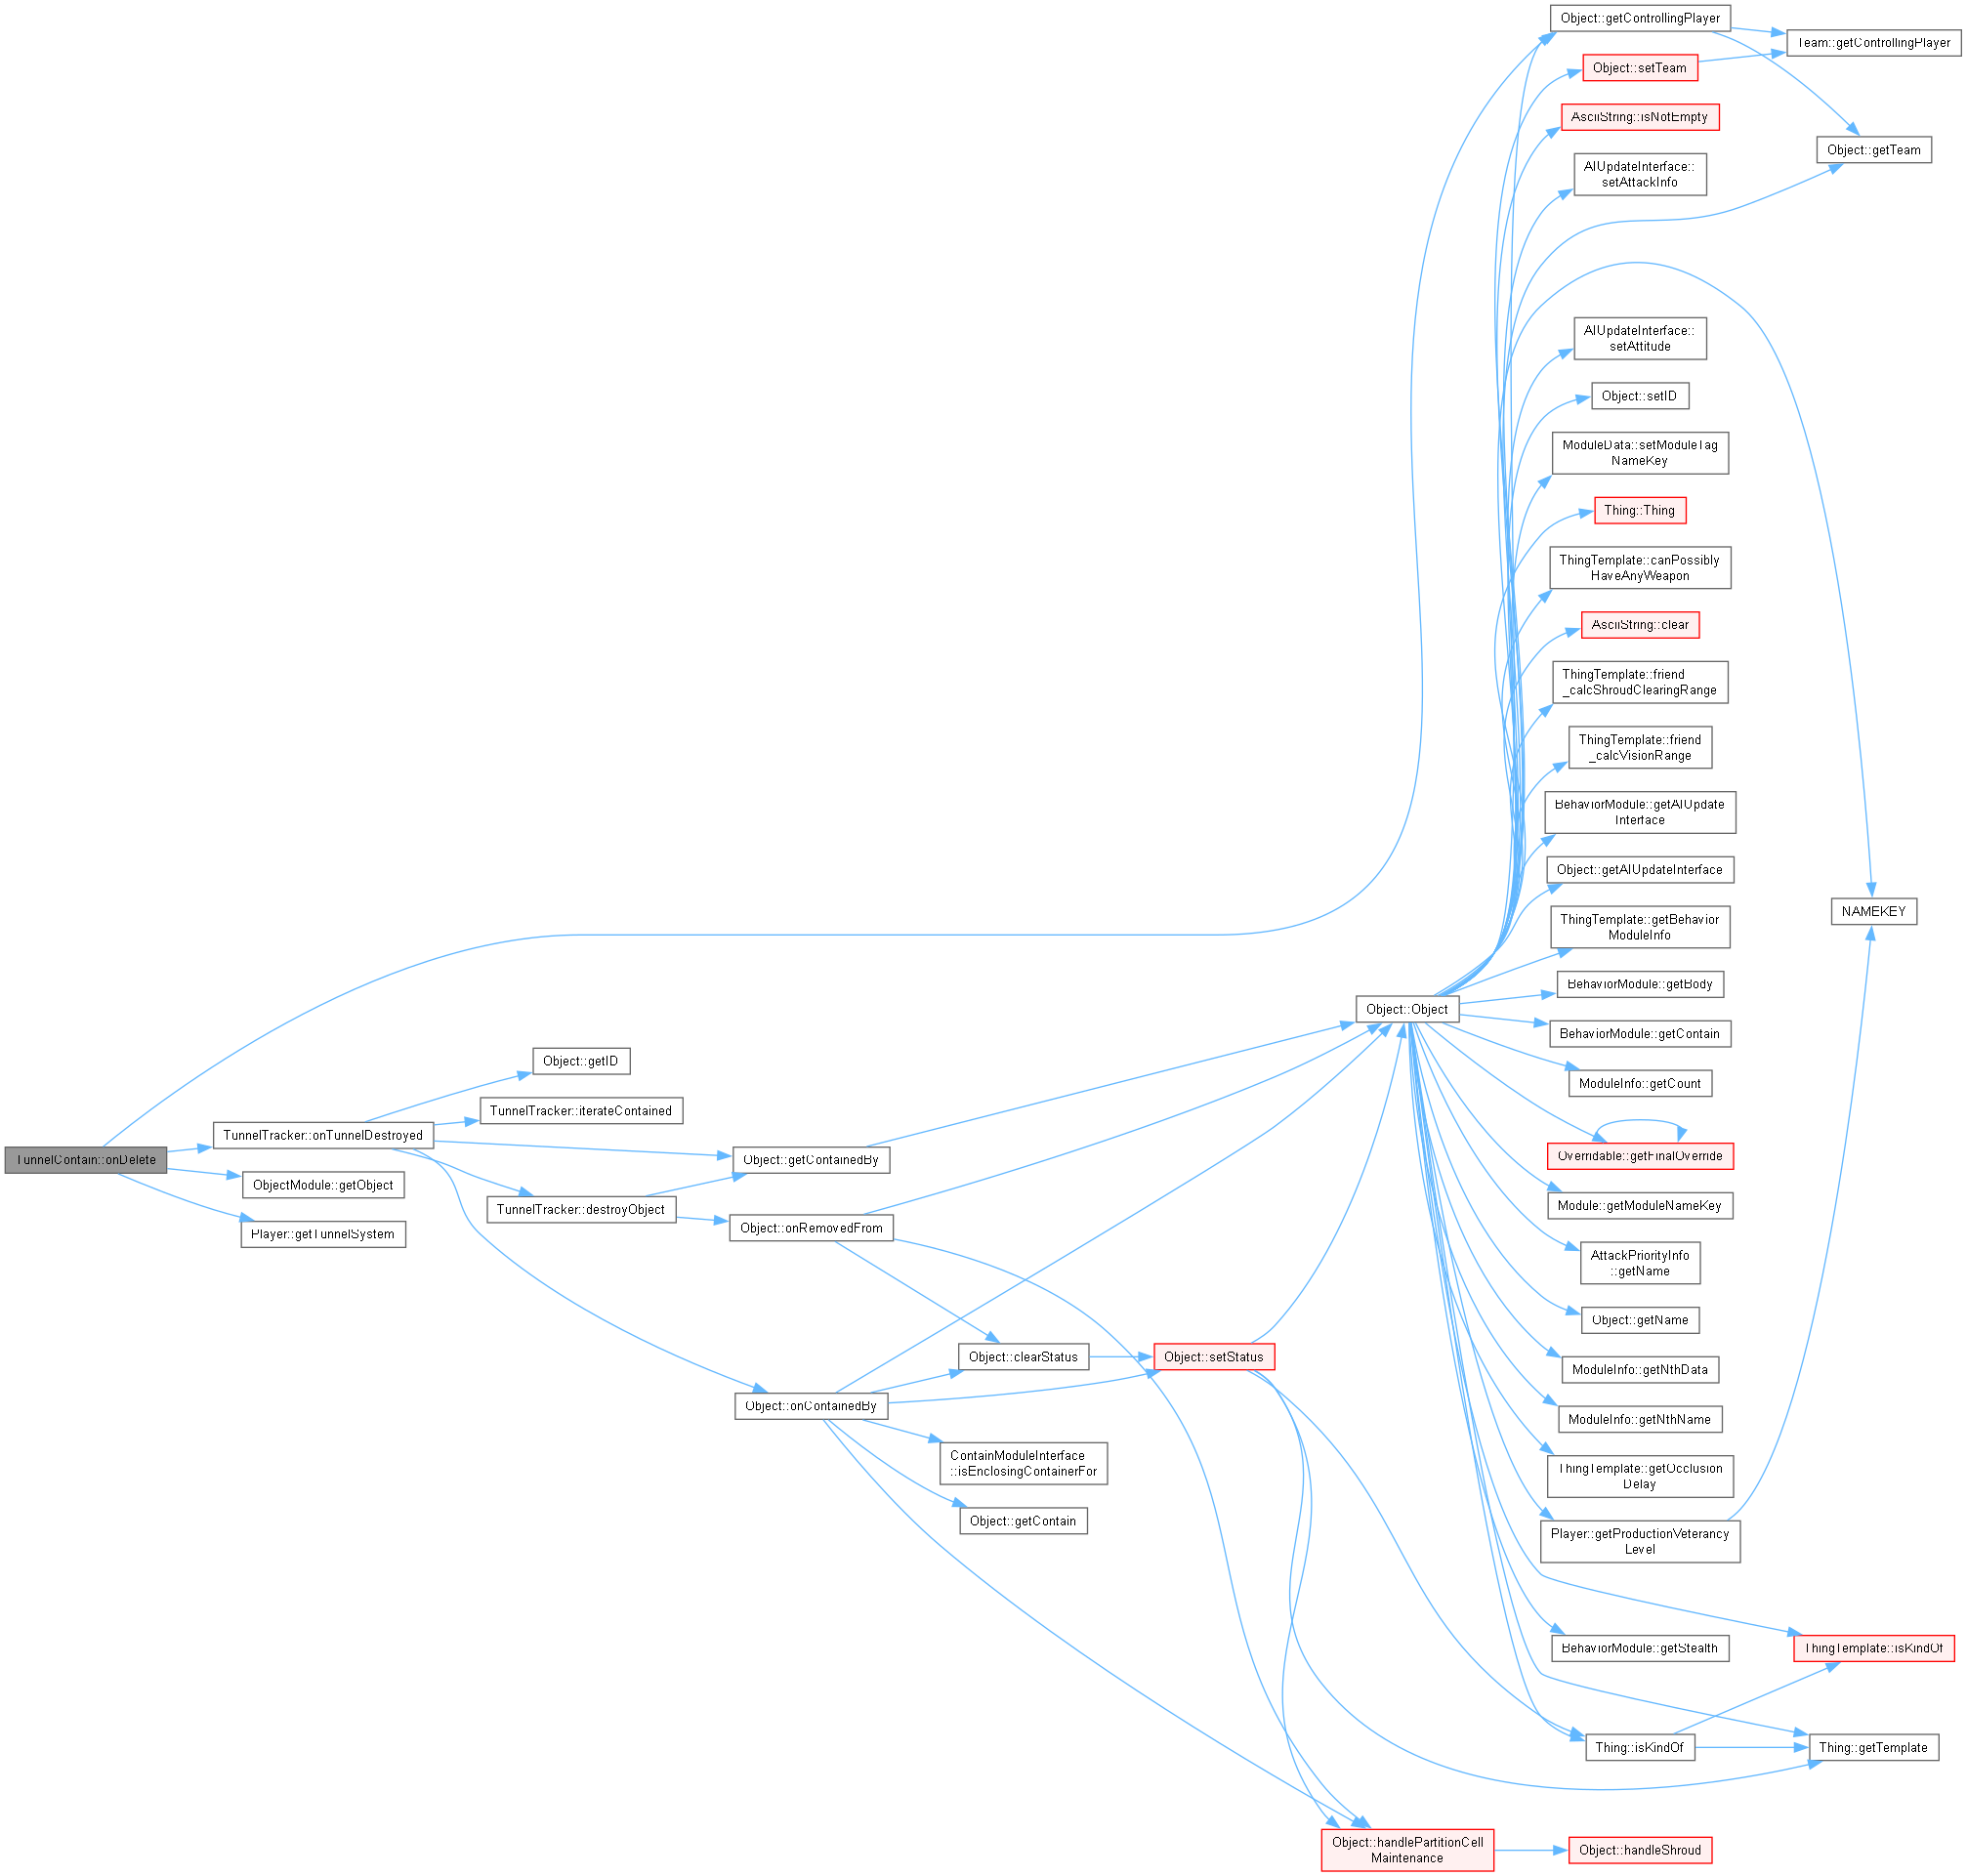 Object::getControllingPlayer
Team::getControllingPlayer
Object::setTeam
AsciiString::isNotEmpty
Object::getTeam
AIUpdateInterface::
setAttackInfo
AIUpdateInterface::
setAttitude
Object::setID
ModuleData::setModuleTag
NameKey
Thing::Thing
ThingTemplate::canPossibly
HaveAnyWeapon
AsciiString::clear
ThingTemplate::friend
_calcShroudClearingRange
ThingTemplate::friend
_calcVisionRange
BehaviorModule::getAIUpdate
Interface
Object::getAIUpdateInterface
NAMEKEY
ThingTemplate::getBehavior
ModuleInfo
BehaviorModule::getBody
Object::Object
BehaviorModule::getContain
Object::getID
ModuleInfo::getCount
TunnelTracker::iterateContained
TunnelTracker::onTunnelDestroyed
TunnelContain::onDelete
Object::getContainedBy
Overridable::getFinalOverride
ObjectModule::getObject
TunnelTracker::destroyObject
Module::getModuleNameKey
Player::getTunnelSystem
Object::onRemovedFrom
AttackPriorityInfo
::getName
Object::getName
Object::clearStatus
Object::setStatus
ModuleInfo::getNthData
Object::onContainedBy
ModuleInfo::getNthName
ContainModuleInterface
::isEnclosingContainerFor
ThingTemplate::getOcclusion
Delay
Object::getContain
Player::getProductionVeterancy
Level
BehaviorModule::getStealth
ThingTemplate::isKindOf
Thing::isKindOf
Thing::getTemplate
Object::handlePartitionCell
Maintenance
Object::handleShroud